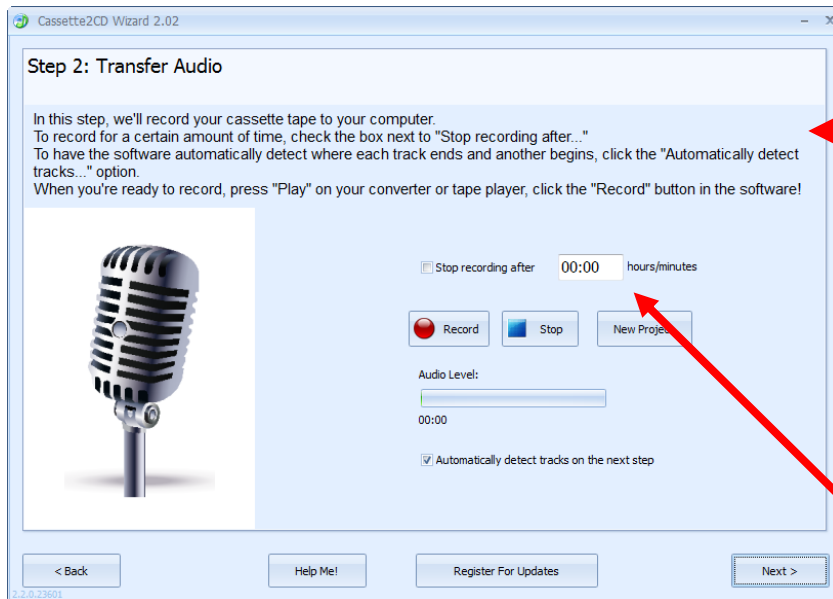 Cassette2CD Wizard 2.02
Step 2: Transfer Audio
In this step, we'll record your cassette tape to your computer.
To record for a certain amount of time, check the box next to "Stop recording after..."
To have the software automatically detect where each track ends and another begins, click the "Automatically detect
tracks..." option.
When you're ready to record, press "Play" on your converter or tape player, click the "Record" button in the software!
Stop recording after 00:00 hours/minutes
Record Stop New Project
Audio Level:
00:00
Automatically detect tracks on the next step
< Back Help Me! Register For Updates Next >
2.2.0.23601